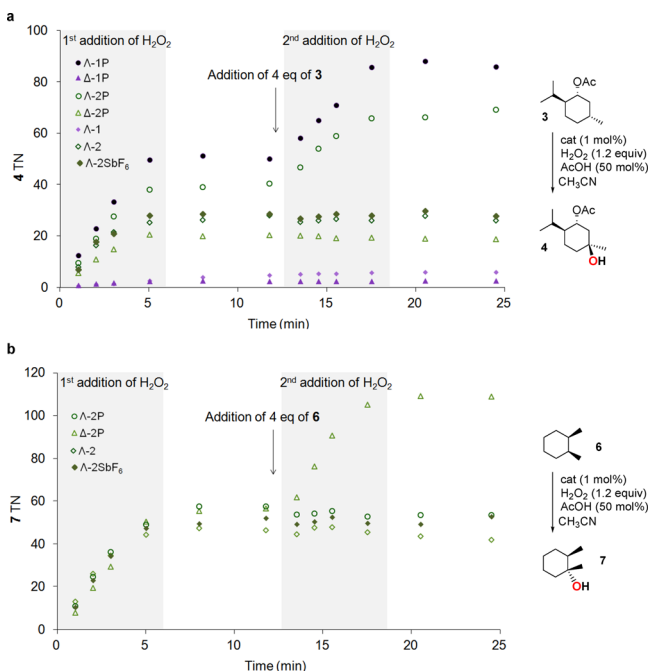 a
1st addition of H2O2
2nd addition of H2O2
Λ-1P
Δ-1P
Λ-2P
Δ-2P
Λ-1
Λ-2
Λ-2SbF6
Addition of 4 eq of 3
4 TN
100
80
60
40
20
0
0
5
10
15
20
25
Time (min)
OAc
3
cat (1 mol%)
H2O2 (1.2 equiv)
AcOH (50 mol%)
CH3CN
OAc
4
OH
b
1st addition of H2O2
2nd addition of H2O2
Λ-2P
Δ-2P
Λ-2
Λ-2SbF6
Addition of 4 eq of 6
7 TN
120
100
80
60
40
20
0
0
5
10
15
20
25
Time (min)
6
cat (1 mol%)
H2O2 (1.2 equiv)
AcOH (50 mol%)
CH3CN
7
OH